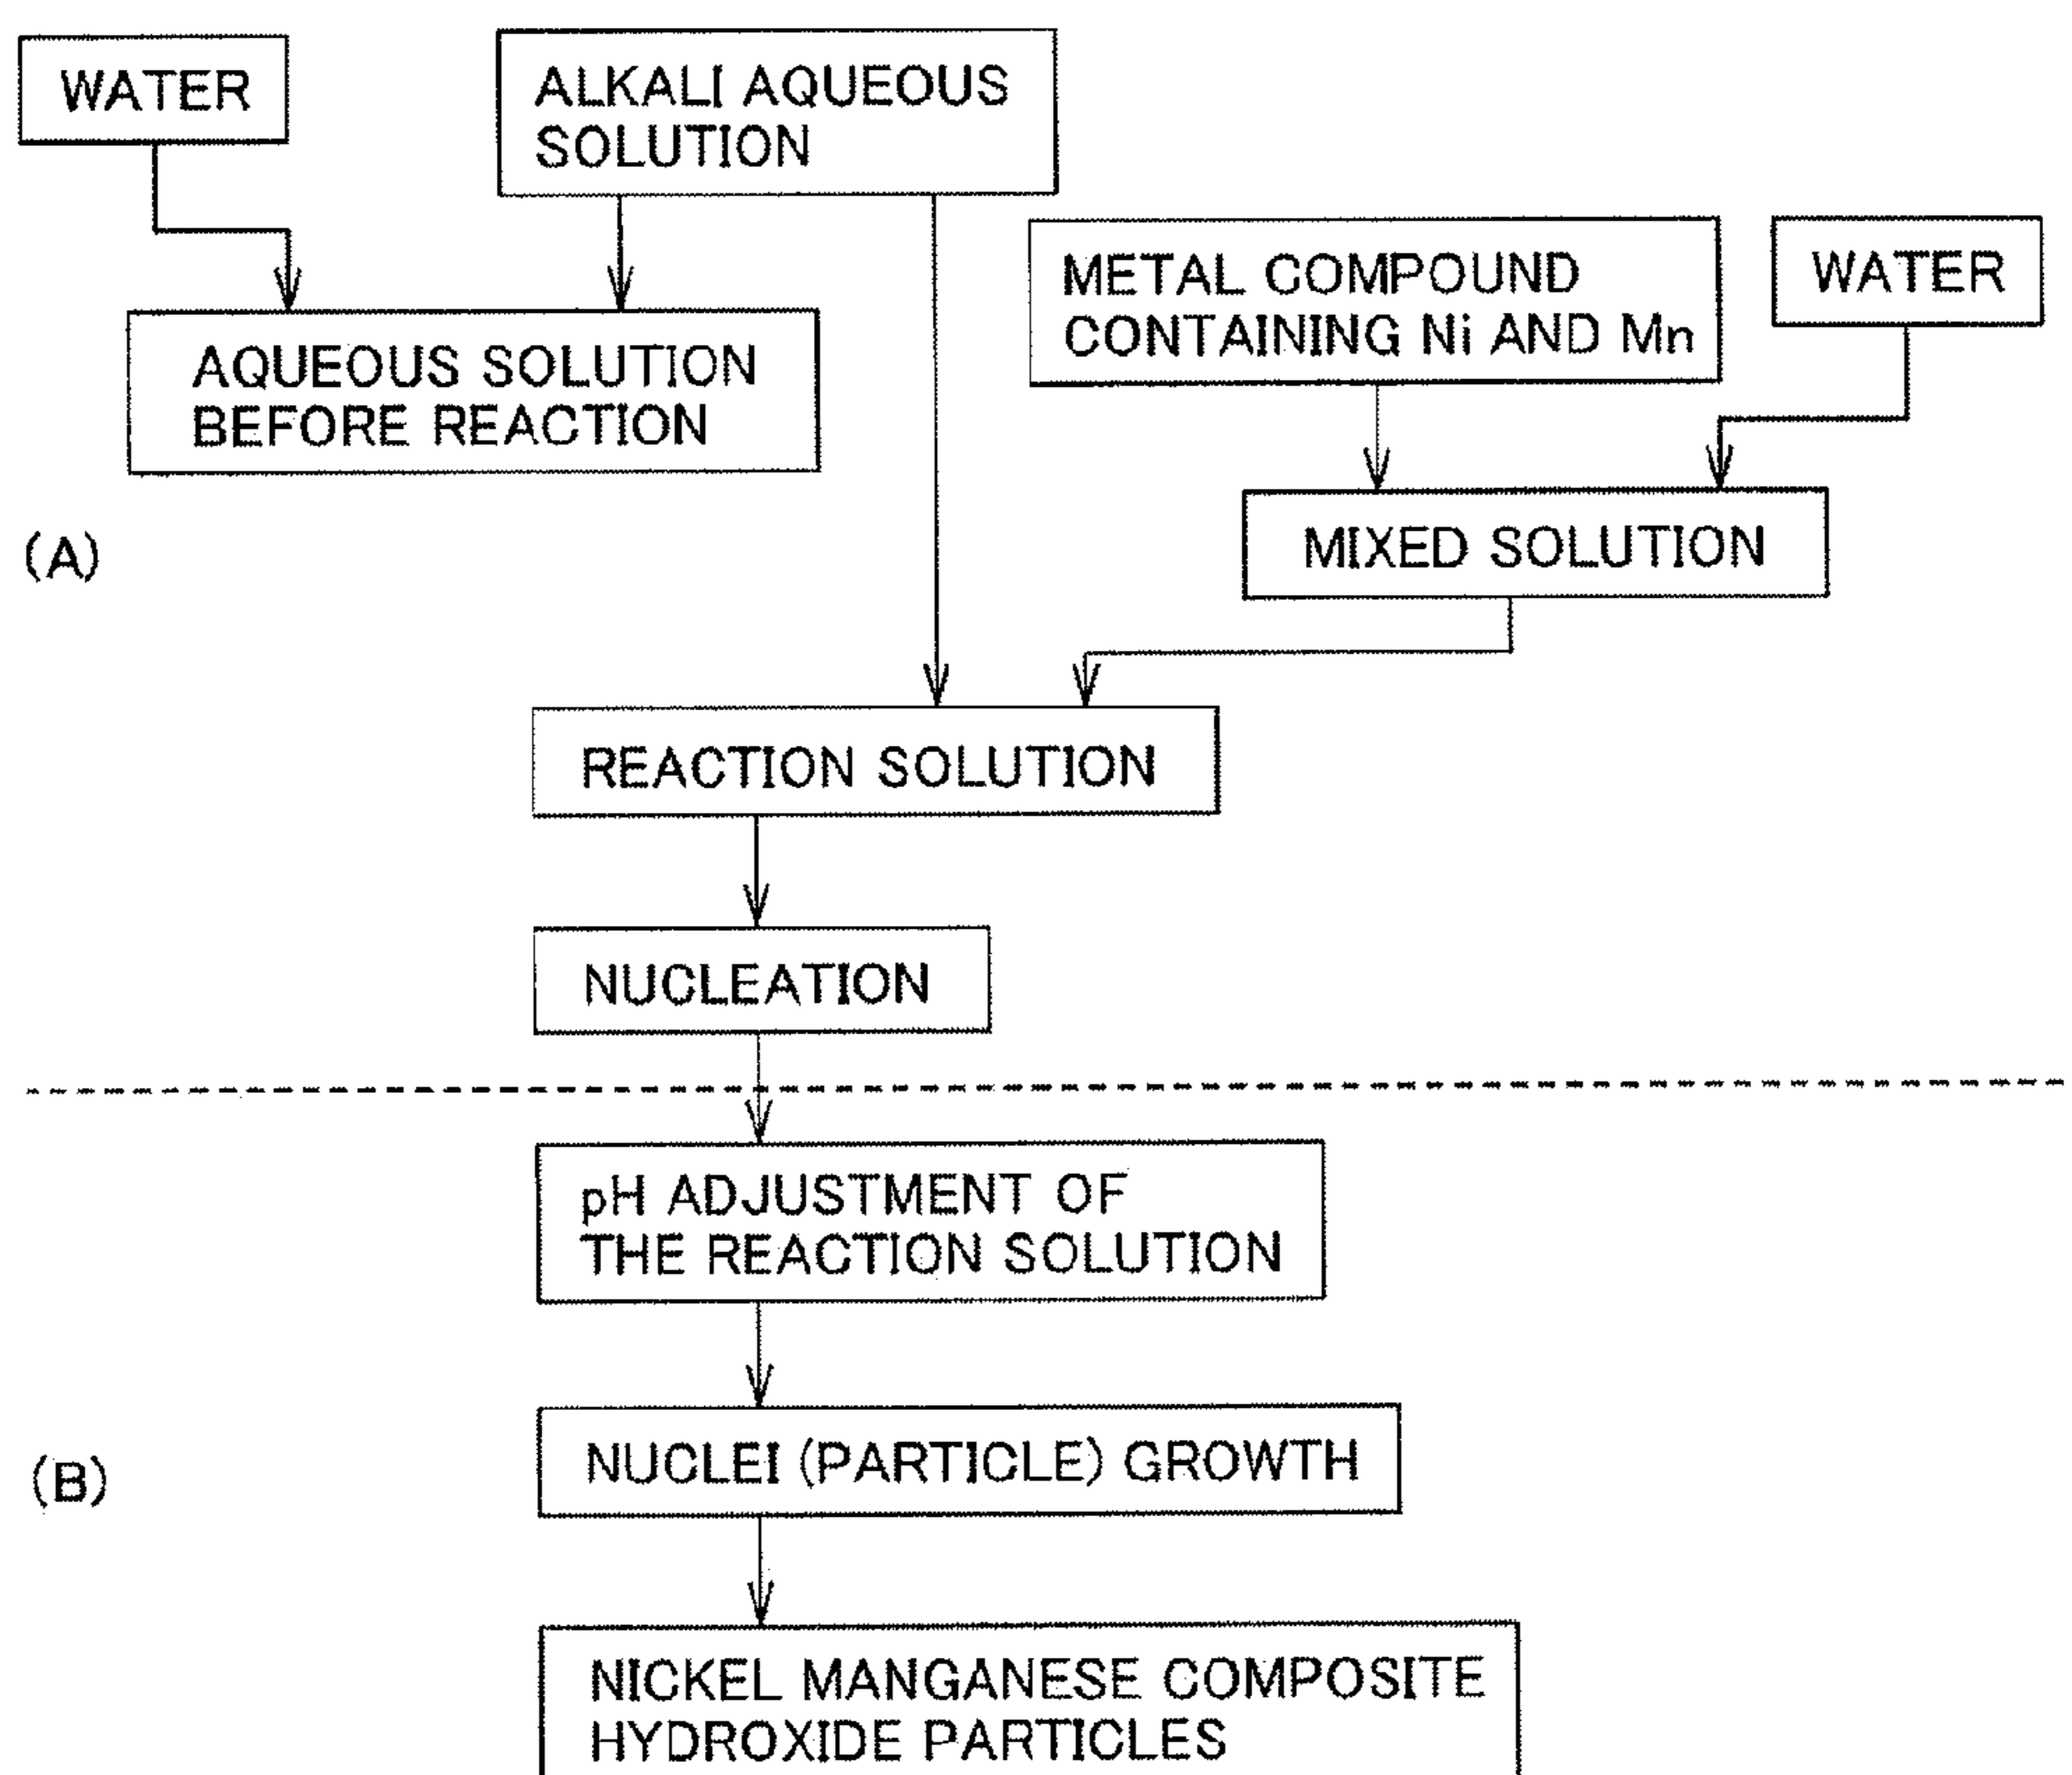 WATER
ALKALI AQUEOUS
SOLUTION
METAL COMPOUND
CONTAINING Ni AND Mn
WATER
AQUEOUS SOLUTION
BEFORE REACTION
(A)
MIXED SOLUTION
REACTION SOLUTION
NUCLEATION
pH ADJUSTMENT OF
THE REACTION SOLUTION
(B)
NUCLEI (PARTICLE) GROWTH
NICKEL MANGANESE COMPOSITE
HYDROXIDE PARTICLES